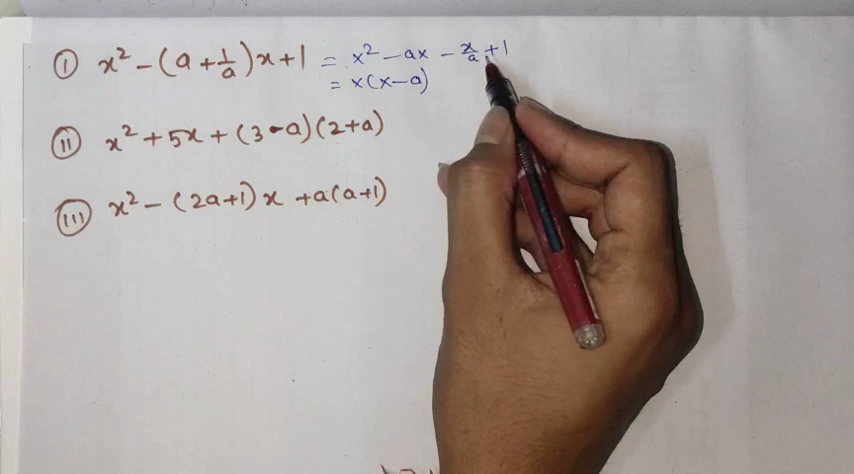 (i) x² - (a + 1/a)x + 1 = x² - ax - x/a + 1
= x(x-a)
(ii) x² + 5x + (3-a)(2+a)
(iii) x² - (2a+1)x + a(a+1)